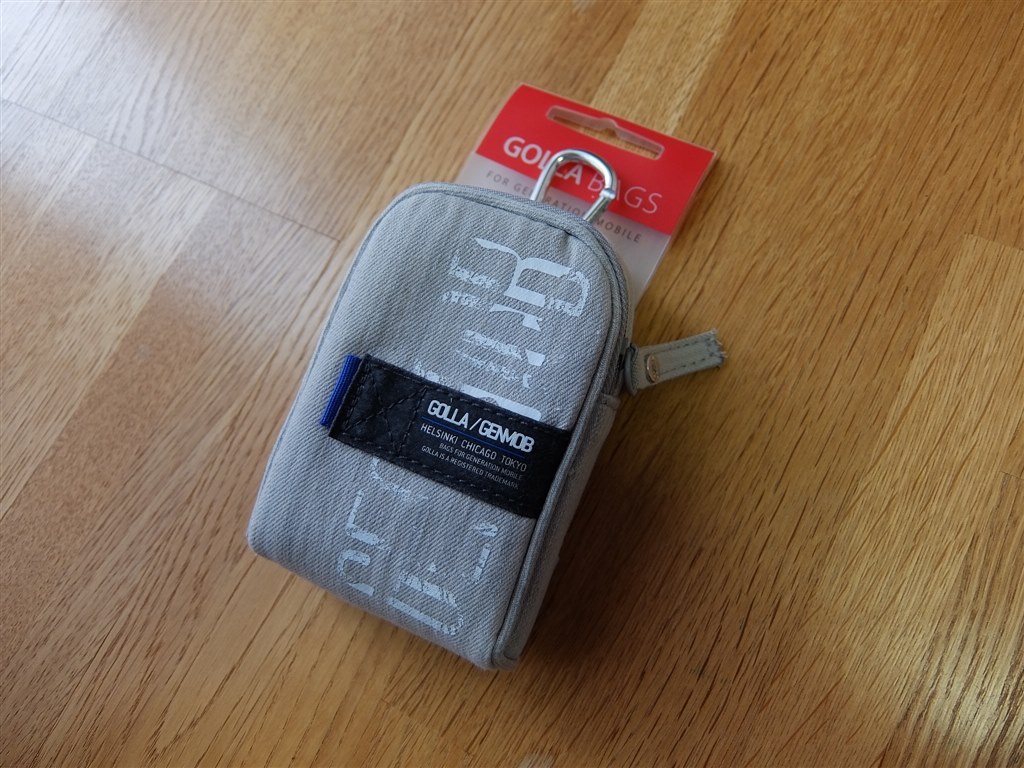 GOLLA BAGS
FOR GENERATION MOBILE
GOLLA/GENMOB
HELSINKI CHICAGO TOKYO
BAGS FOR GENERATION MOBILE
GOLLA IS A REGISTERED TRADEMARK